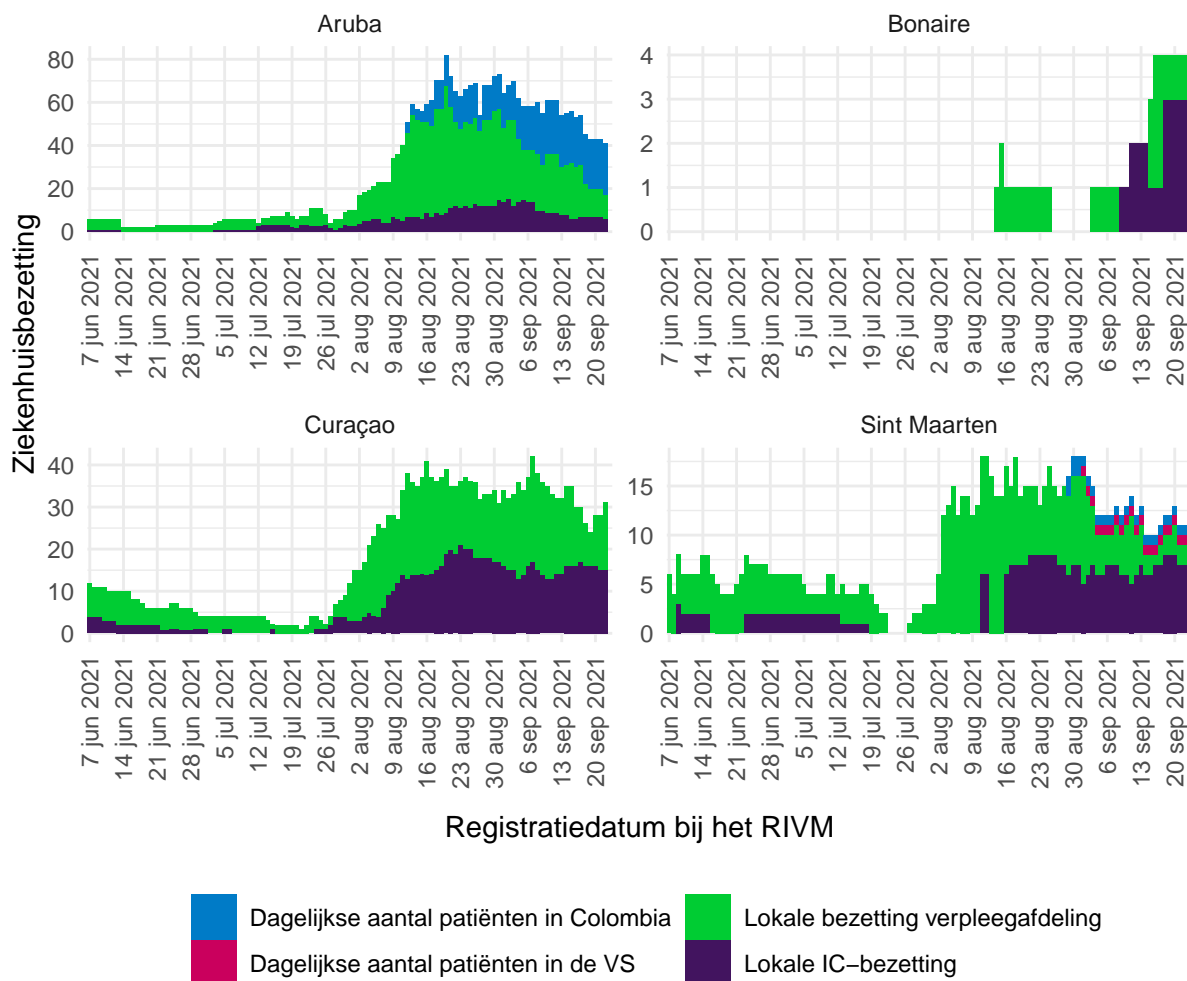 Aruba
Bonaire
80
60
40
20
0
4
3
2
1
0
7 jun 2021
14 jun 2021
21 jun 2021
28 jun 2021
5 jul 2021
12 jul 2021
19 jul 2021
26 jul 2021
2 aug 2021
9 aug 2021
16 aug 2021
23 aug 2021
30 aug 2021
6 sep 2021
13 sep 2021
20 sep 2021
7 jun 2021
14 jun 2021
21 jun 2021
28 jun 2021
5 jul 2021
12 jul 2021
19 jul 2021
26 jul 2021
2 aug 2021
9 aug 2021
16 aug 2021
23 aug 2021
30 aug 2021
6 sep 2021
13 sep 2021
20 sep 2021
Ziekenhuisbezetting
Curaçao
Sint Maarten
40
30
20
10
0
15
10
5
0
7 jun 2021
14 jun 2021
21 jun 2021
28 jun 2021
5 jul 2021
12 jul 2021
19 jul 2021
26 jul 2021
2 aug 2021
9 aug 2021
16 aug 2021
23 aug 2021
30 aug 2021
6 sep 2021
13 sep 2021
20 sep 2021
7 jun 2021
14 jun 2021
21 jun 2021
28 jun 2021
5 jul 2021
12 jul 2021
19 jul 2021
26 jul 2021
2 aug 2021
9 aug 2021
16 aug 2021
23 aug 2021
30 aug 2021
6 sep 2021
13 sep 2021
20 sep 2021
Registratiedatum bij het RIVM
Dagelijkse aantal patiënten in Colombia
Lokale bezetting verpleegafdeling
Dagelijkse aantal patiënten in de VS
Lokale IC−bezetting